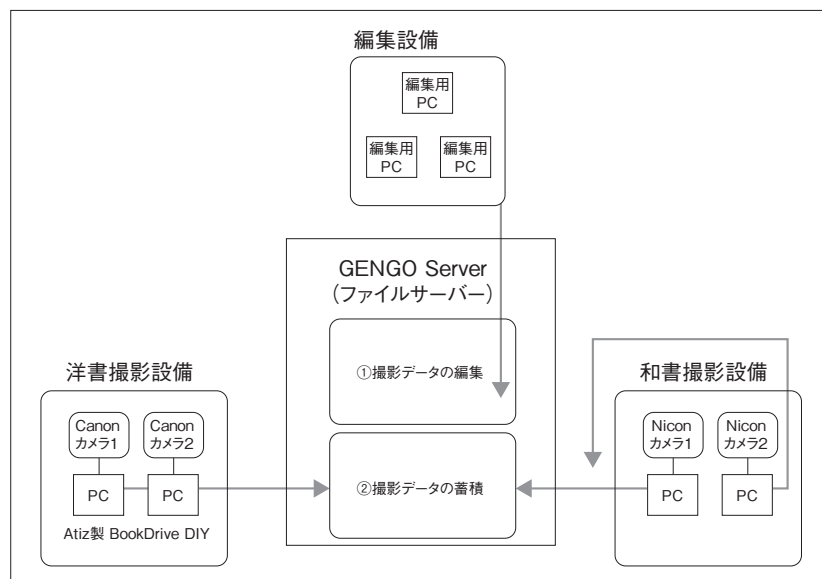 編集設備
編集用
PC
編集用
PC
編集用
PC
GENGO Server
（ファイルサーバー）
①撮影データの編集
②撮影データの蓄積
洋書撮影設備
Canon
カメラ1
Canon
カメラ2
PC
PC
Atiz製 BookDrive DIY
和書撮影設備
Nicon
カメラ1
Nicon
カメラ2
PC
PC